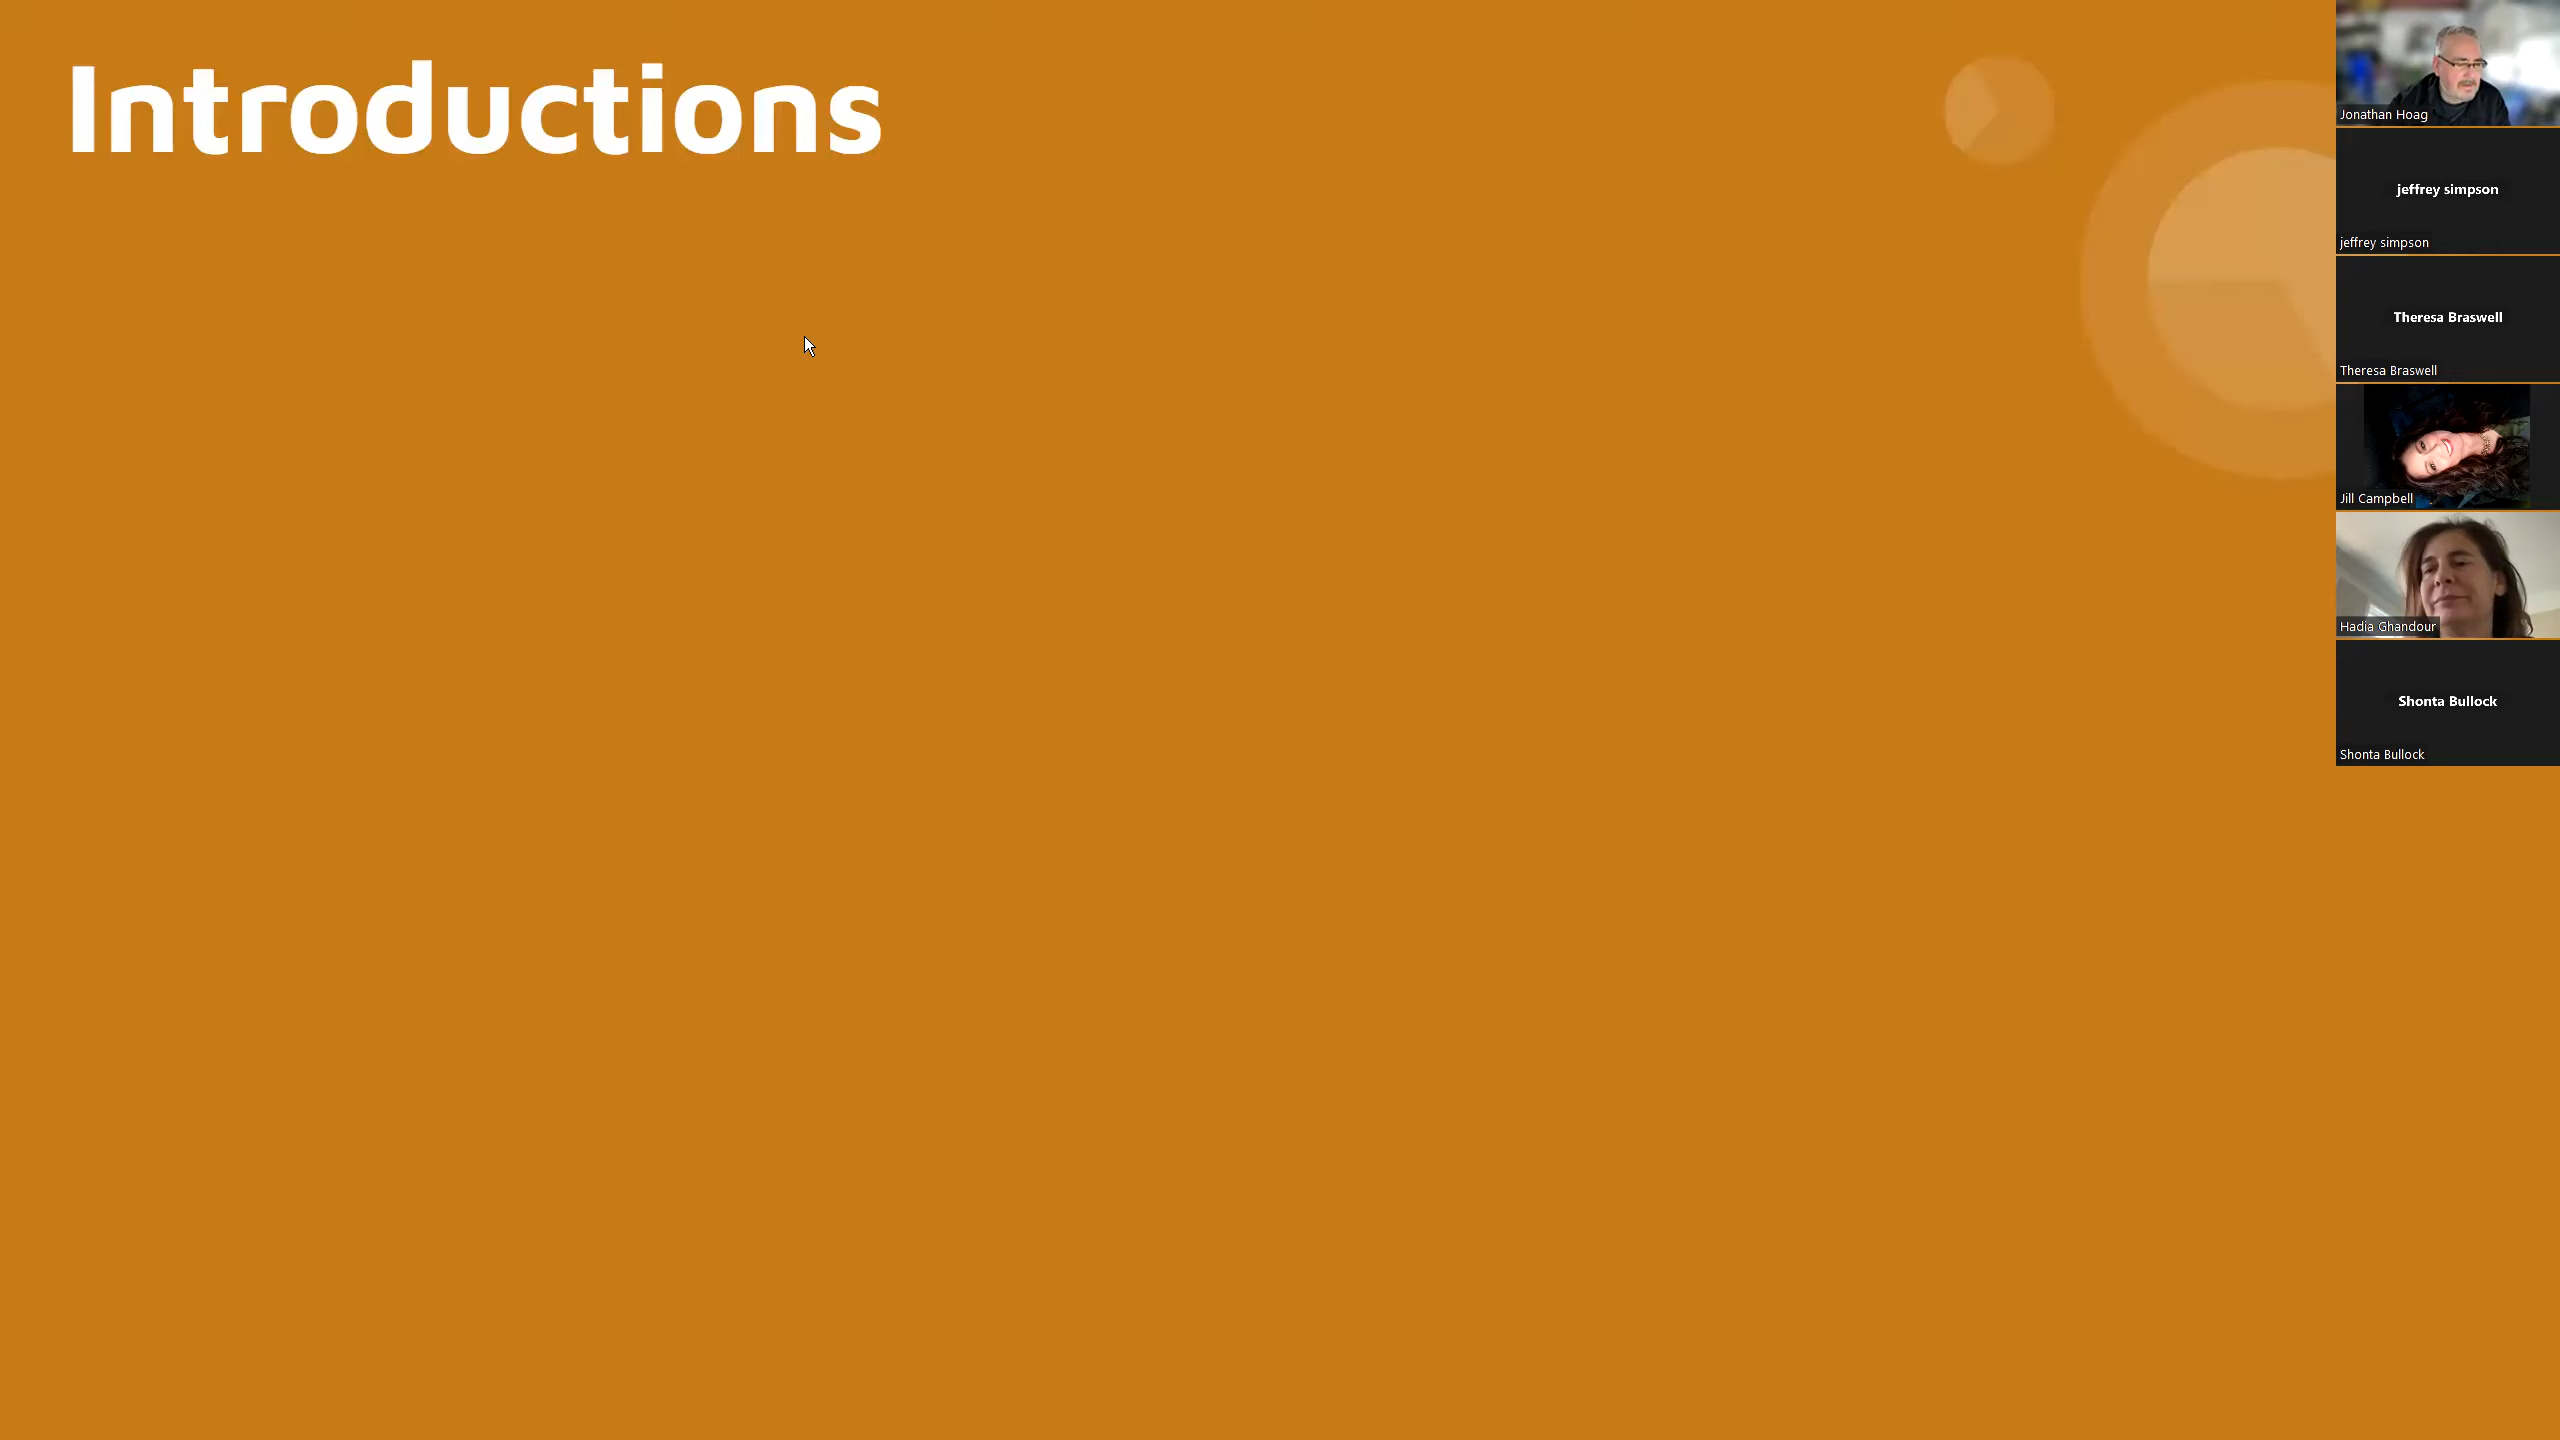 Introductions
Jonathan Hoag
jeffrey simpson
jeffrey simpson
Theresa Braswell
Theresa Braswell
Jill Campbell
Hadia Ghandour
Shonta Bullock
Shonta Bullock